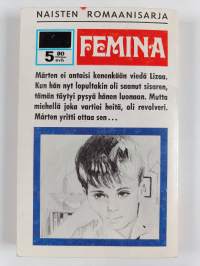 NAISTEN ROMAANISARJA
FEMINA
5 80
Mårten ei antaisi kenenkään viedä Lizaa.
Kun hän nyt lopultakin oli saanut sisaren,
tämän täytyi pysyä hänen luonaan. Mutta
miehellä joka vartioi heitä, oli revolveri.
Mårten yritti ottaa sen...